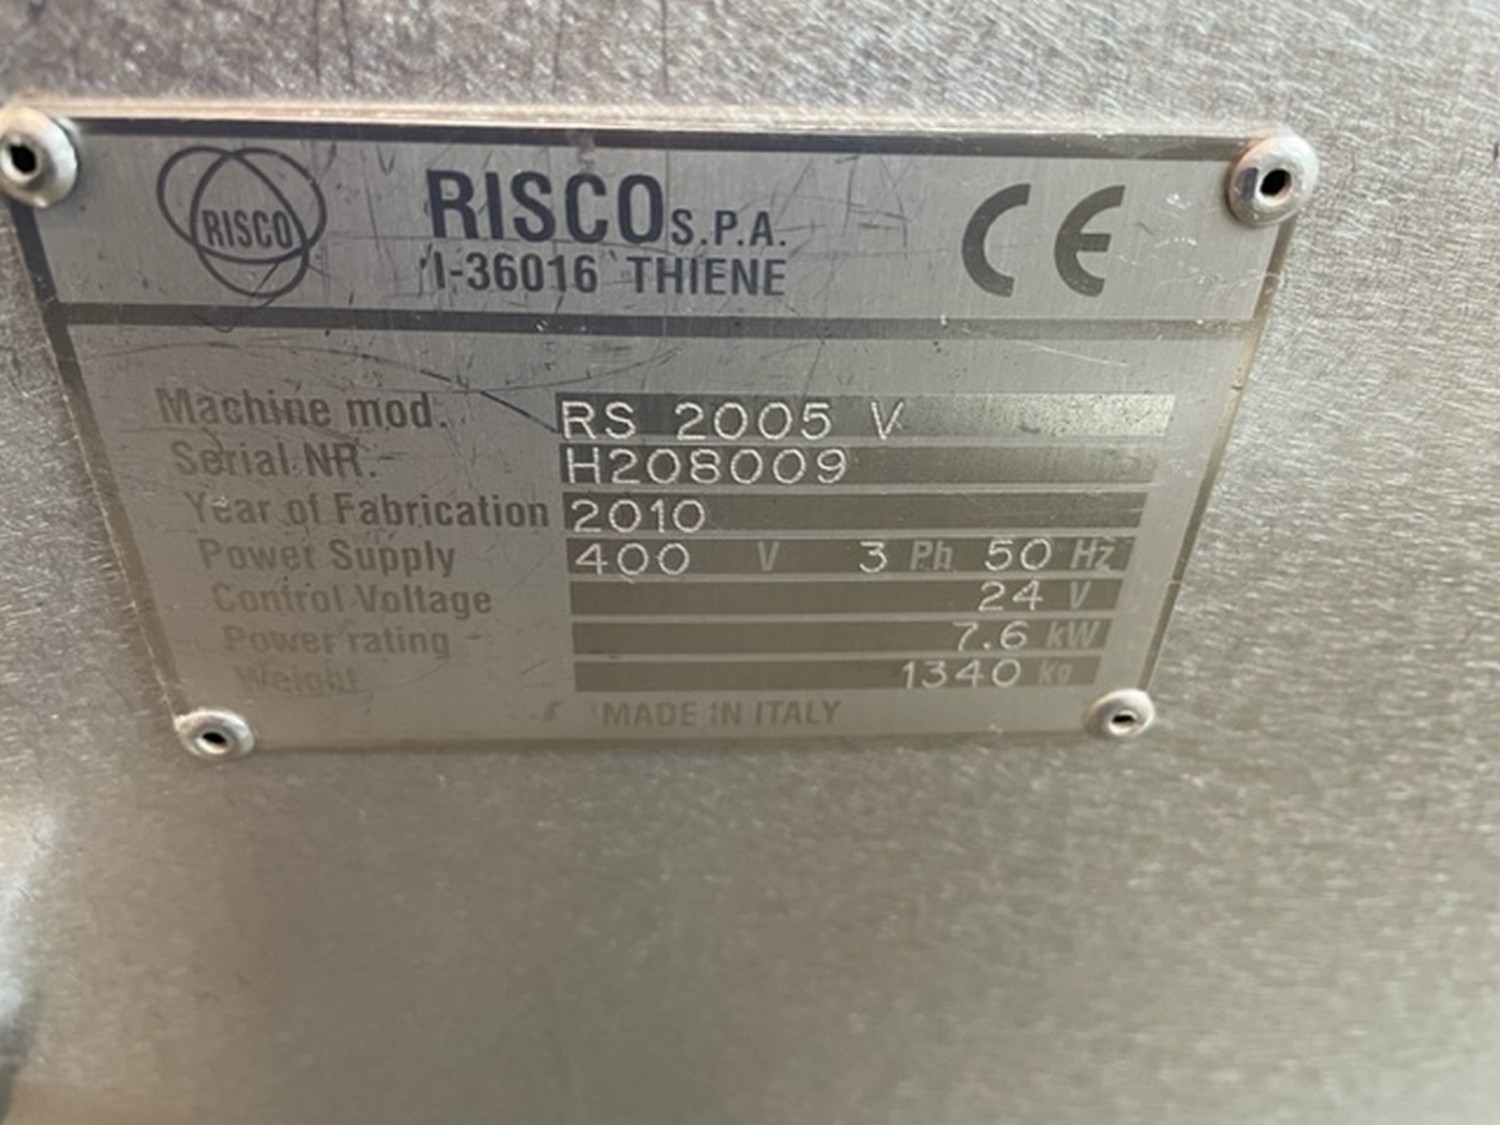 RISCO
RISCO S.P.A.
I-36016 THIENE
CE
Machine mod. RS 2005 V
Serial NR. H208009
Year of Fabrication 2010
Power Supply 400 V 3 Ph 50 Hz
Control Voltage 24 V
Power rating 7.6 kW
Weight 1340 kg
MADE IN ITALY